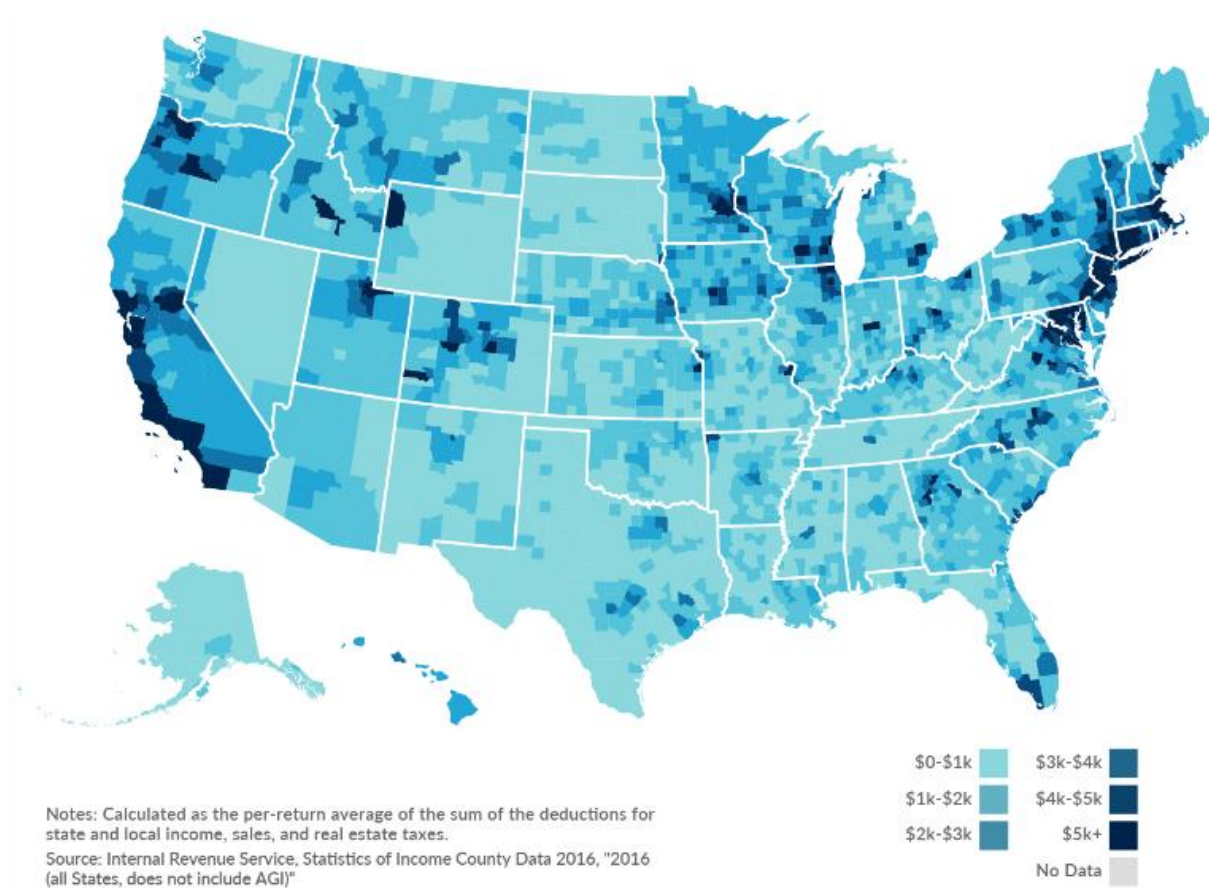 $0-$1k
$1k-$2k
$2k-$3k
$3k-$4k
$4k-$5k
$5k+
No Data
Notes: Calculated as the per-return average of the sum of the deductions for
state and local income, sales, and real estate taxes.
Source: Internal Revenue Service, Statistics of Income County Data 2016, "2016
(all States, does not include AGI)"